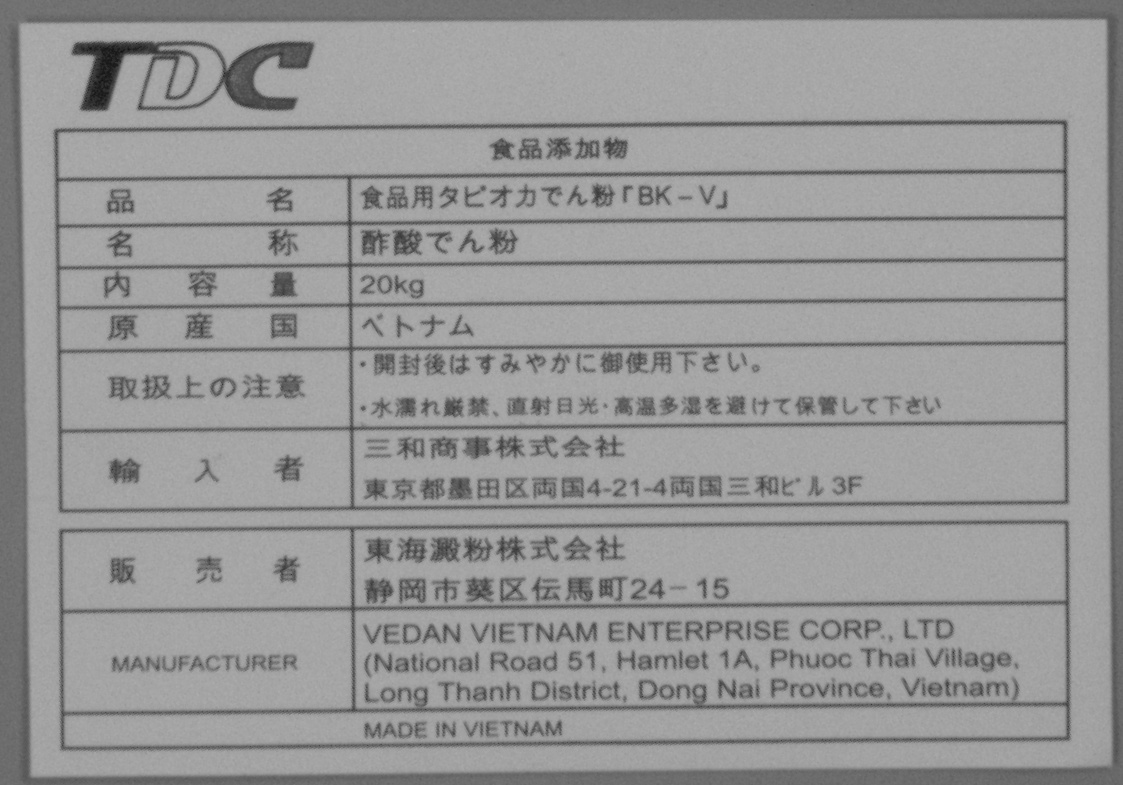 TDC
食品添加物
品名 食品用タピオカでん粉「BK－V」
名称 酢酸でん粉
内容量 20kg
原産国 ベトナム
取扱上の注意 ・開封後はすみやかに御使用下さい。
・水濡れ厳禁、直射日光・高温多湿を避けて保管して下さい
輸入者 三和商事株式会社
東京都墨田区両国4-21-4両国三和ビル3F
販売者 東海澱粉株式会社
静岡市葵区伝馬町24－15
MANUFACTURER VEDAN VIETNAM ENTERPRISE CORP., LTD
(National Road 51, Hamlet 1A, Phuoc Thai Village,
Long Thanh District, Dong Nai Province, Vietnam)
MADE IN VIETNAM